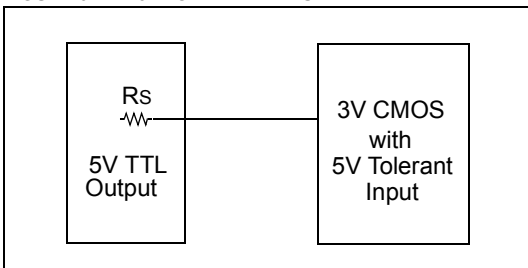 Rs
5V TTL
Output
3V CMOS
with
5V Tolerant
Input